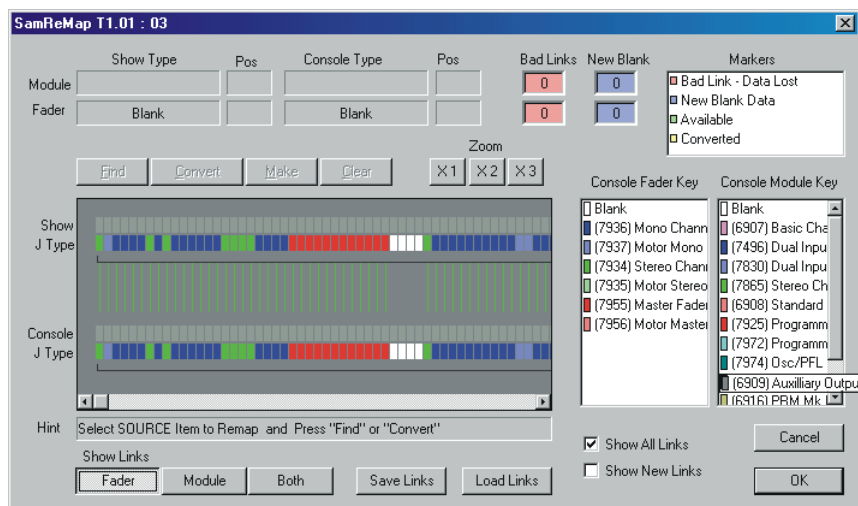 SamReMap T1.01 : 03
Show Type Pos Console Type Pos Bad Links New Blank Markers
Module 0 0
Fader Blank Blank 0 0
Bad Link - Data Lost
New Blank Data
Available
Converted
Zoom
Find Convert Make Clear X1 X2 X3
Console Fader Key Console Module Key
Show
J Type
Console
J Type
Blank
(7936) Mono Chann
(7937) Motor Mono
(7934) Stereo Chann
(7935) Motor Stereo
(7955) Master Fader
(7956) Motor Master
Blank
(6907) Basic Cha
(7496) Dual Inpu
(7830) Dual Inpu
(7865) Stereo Ch
(6908) Standard
(7925) Programm
(7972) Programm
(7974) Osc/PFL
(6909) Auxilliary Outpu
(6916) PRM Mk
Hint Select SOURCE Item to Remap and Press "Find" or "Convert"
Show Links
Fader Module Both Save Links Load Links
Show All Links
Show New Links
Cancel
OK